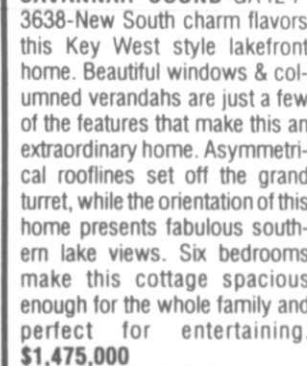 3638-New South charm flavors
this Key West style lakefront
home. Beautiful windows & col-
umned verandahs are just a few
of the features that make this an
extraordinary home. Asymmetri-
cal rooflines set off the grand
turret, while the orientation of this
home presents fabulous south-
ern lake views. Six bedrooms
make this cottage spacious
enough for the whole family and
perfect for entertaining.
$1,475,000